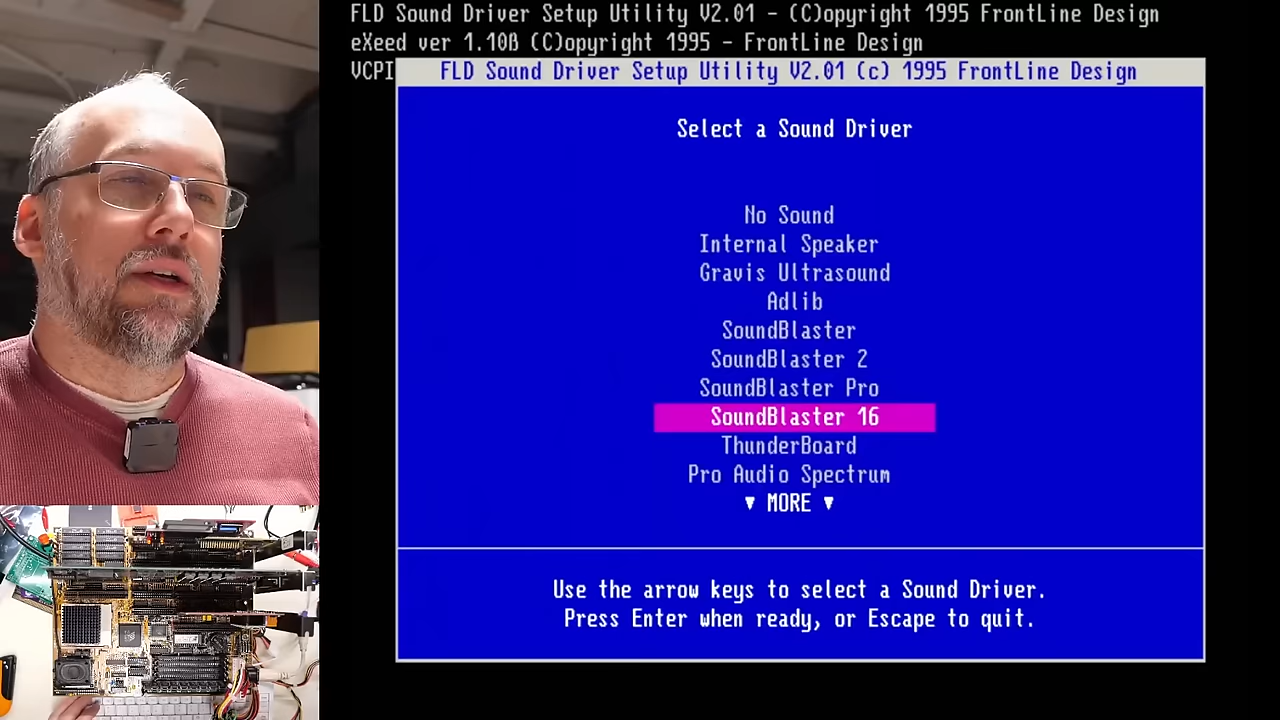 FLD Sound Driver Setup Utility V2.01 - (C)opyright 1995 FrontLine Design
eXeed ver 1.10B (C)opyright 1995 - FrontLine Design
VCPI
FLD Sound Driver Setup Utility V2.01 (c) 1995 FrontLine Design
Select a Sound Driver
No Sound
Internal Speaker
Gravis Ultrasound
Adlib
SoundBlaster
SoundBlaster 2
SoundBlaster Pro
SoundBlaster 16
ThunderBoard
Pro Audio Spectrum
▼ MORE ▼
Use the arrow keys to select a Sound Driver.
Press Enter when ready, or Escape to quit.